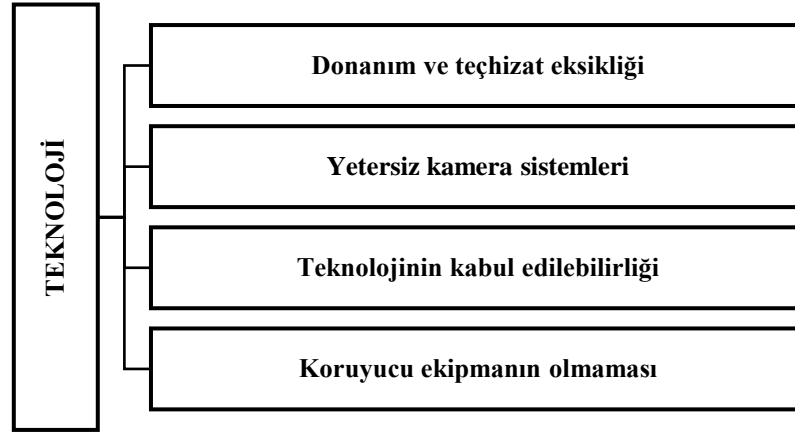 TEKNOLOJİ
Donanım ve teçhizat eksikliği
Yetersiz kamera sistemleri
Teknolojinin kabul edilebilirliği
Koruyucu ekipmanın olmaması